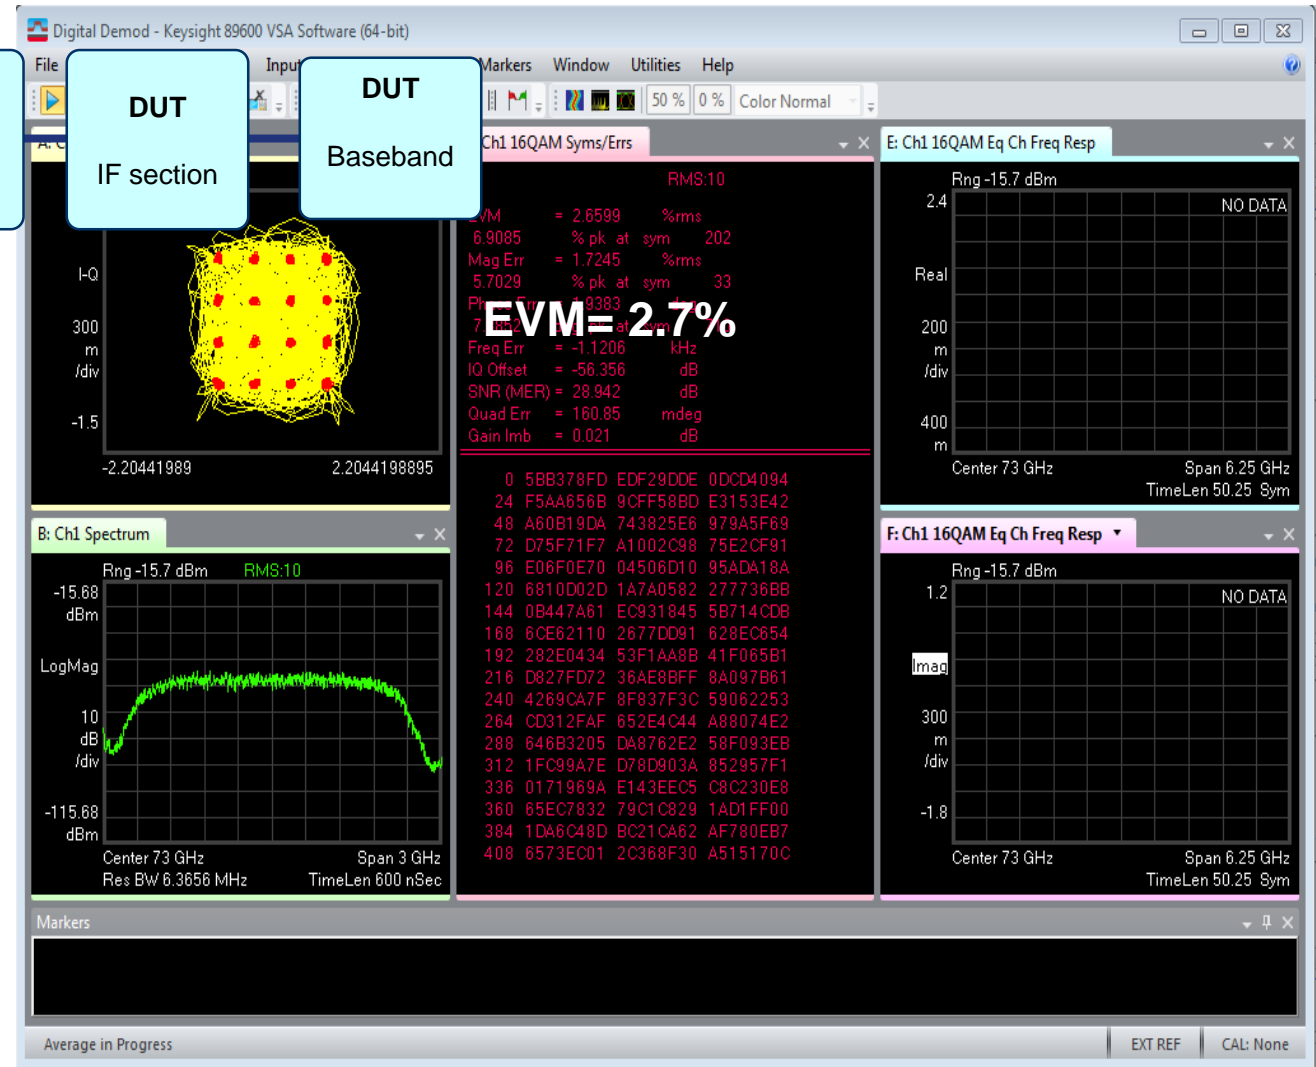 Digital Demod - Keysight 89600 VSA Software (64-bit)
File Input Markers Window Utilities Help
50 % 0 % Color Normal
DUT
IF section
DUT
Baseband
I-Q
300
m
/div
-1.5
-2.20441989 2.2044198895
Ch1 16QAM Syms/Errs
RMS:10
EVM = 2.6599 %rms
6.9085 % pk at sym 202
Mag Err = 1.7245 %rms
5.7029 % pk at sym 33
EVM= 2.7%
Freq Err = -1.1206 kHz
IQ Offset = -56.356 dB
SNR (MER) = 28.942 dB
Quad Err = 160.85 mdeg
Gain Imb = 0.021 dB
0 5BB378FD EDF29DDE 0DCD4094
24 F5AA656B 9CFF58BD E3153E42
48 A60B19DA 743825E6 979A5F69
72 D75F71F7 A1002C98 75E2CF91
96 E06F0E70 04506D10 95ADA18A
120 6810D02D 1A7A0582 277736BB
144 0B447A61 EC931845 5B714CDB
168 6CE62110 2677DD91 628EC654
192 282E0434 53F1AA8B 41F065B1
216 D827FD72 36AE8BFF 8A097B61
240 4269CA7F 8F837F3C 59062253
264 CD312FAF 652E4C44 A88074E2
288 646B3205 DA8762E2 58F093EB
312 1FC99A7E D78D903A 852957F1
336 0171969A E143EEC5 C8C230E8
360 65EC7832 79C1C829 1AD1FF00
384 1DA6C48D BC21CA62 AF780EB7
408 6573EC01 2C368F30 A515170C
E: Ch1 16QAM Eq Ch Freq Resp
Rng -15.7 dBm
2.4
NO DATA
Real
200
m
/div
400
m
Center 73 GHz Span 6.25 GHz
TimeLen 50.25 Sym
B: Ch1 Spectrum
Rng -15.7 dBm RMS:10
-15.68
dBm
LogMag
10
dB
/div
-115.68
dBm
Center 73 GHz Span 3 GHz
Res BW 6.3656 MHz TimeLen 600 nSec
F: Ch1 16QAM Eq Ch Freq Resp
Rng -15.7 dBm
1.2
NO DATA
Imag
300
m
/div
-1.8
Center 73 GHz Span 6.25 GHz
TimeLen 50.25 Sym
Markers
Average in Progress EXT REF CAL: None